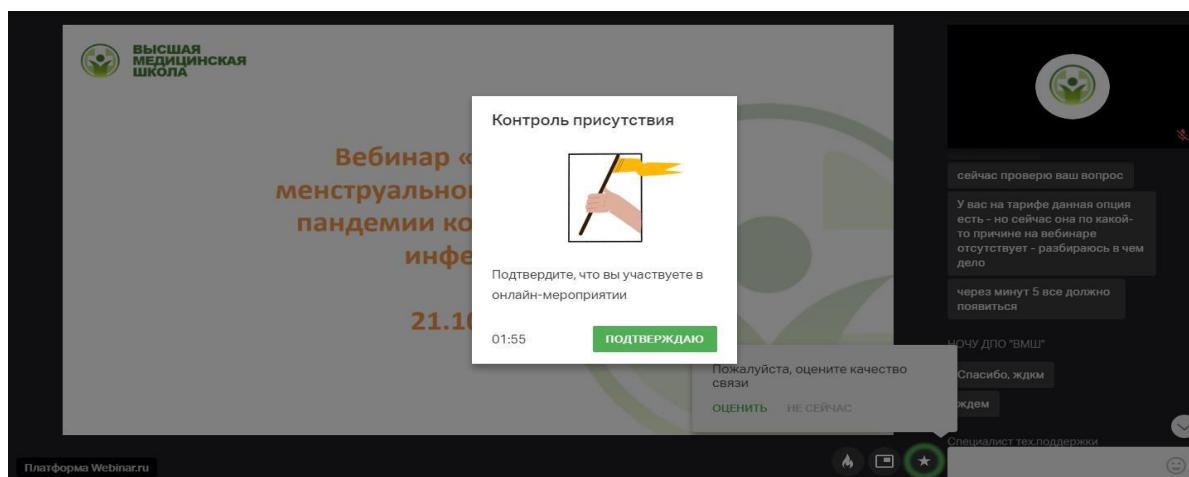 ВЫСШАЯ
МЕДИЦИНСКАЯ
ШКОЛА
Вебинар «
менструально
пандемии ко
инфе
21.10
Контроль присутствия
Подтвердите, что вы участвуете в
онлайн-мероприятии
01:55
ПОДТВЕРЖДАЮ
Пожалуйста, оцените качество
связи
ОЦЕНИТЬ НЕ СЕЙЧАС
сейчас проверю ваш вопрос
У вас на тарифе данная опция
есть - но сейчас она по какой-
то причине на вебинаре
отсутствует - разбираюсь в чем
дело
через минут 5 все должно
появиться
НОЧУ ДПО "ВМШ"
Спасибо, ждкм
ждем
Специалист тех.поддержки
Платформа Webinar.ru